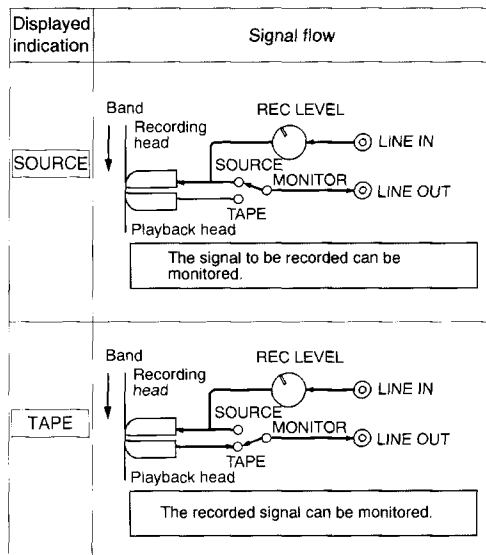 Displayed
indication
Signal flow
SOURCE
Band
Recording
head
REC LEVEL
LINE IN
SOURCE
MONITOR
LINE OUT
TAPE
Playback head
The signal to be recorded can be
monitored.
TAPE
Band
Recording
head
REC LEVEL
LINE IN
SOURCE
MONITOR
LINE OUT
TAPE
Playback head
The recorded signal can be monitored.